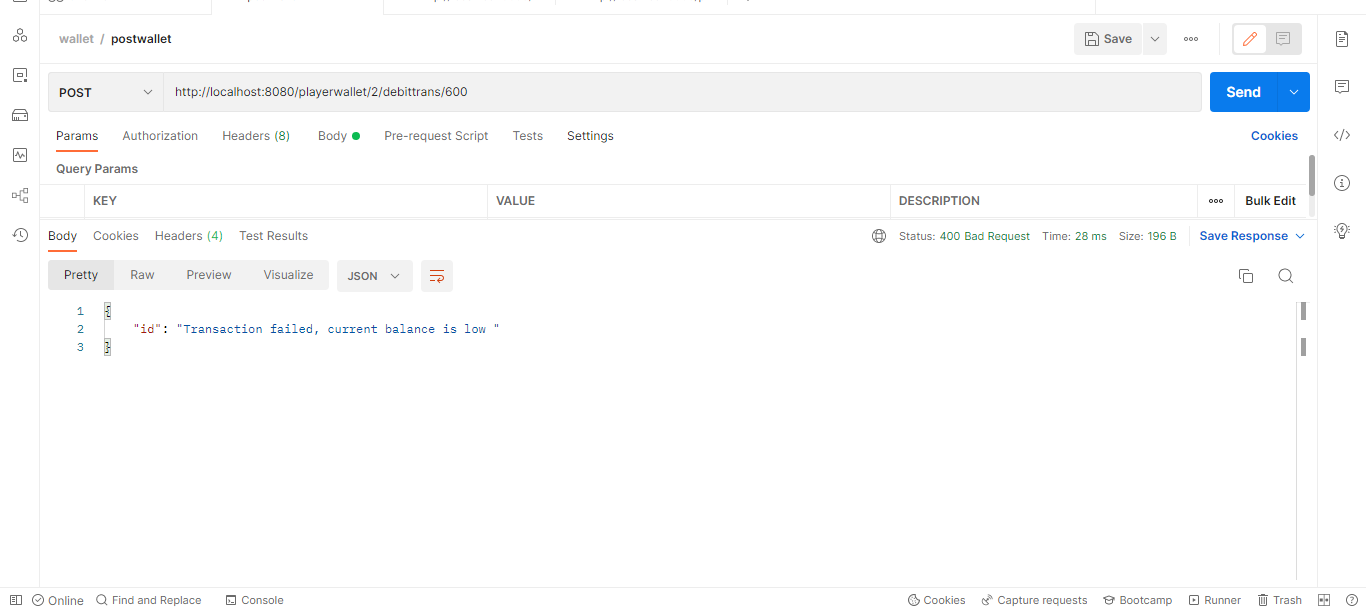 wallet / postwallet
Save
POST
http://localhost:8080/playerwallet/2/debittrans/600
Send
Params Authorization Headers (8) Body Pre-request Script Tests Settings Cookies
Query Params
KEY VALUE DESCRIPTION Bulk Edit
Body Cookies Headers (4) Test Results Status: 400 Bad Request Time: 28 ms Size: 196 B Save Response
Pretty Raw Preview Visualize JSON
1 {
2 "id": "Transaction failed, current balance is low "
3 }
Online Find and Replace Console Cookies Capture requests Bootcamp Runner Trash